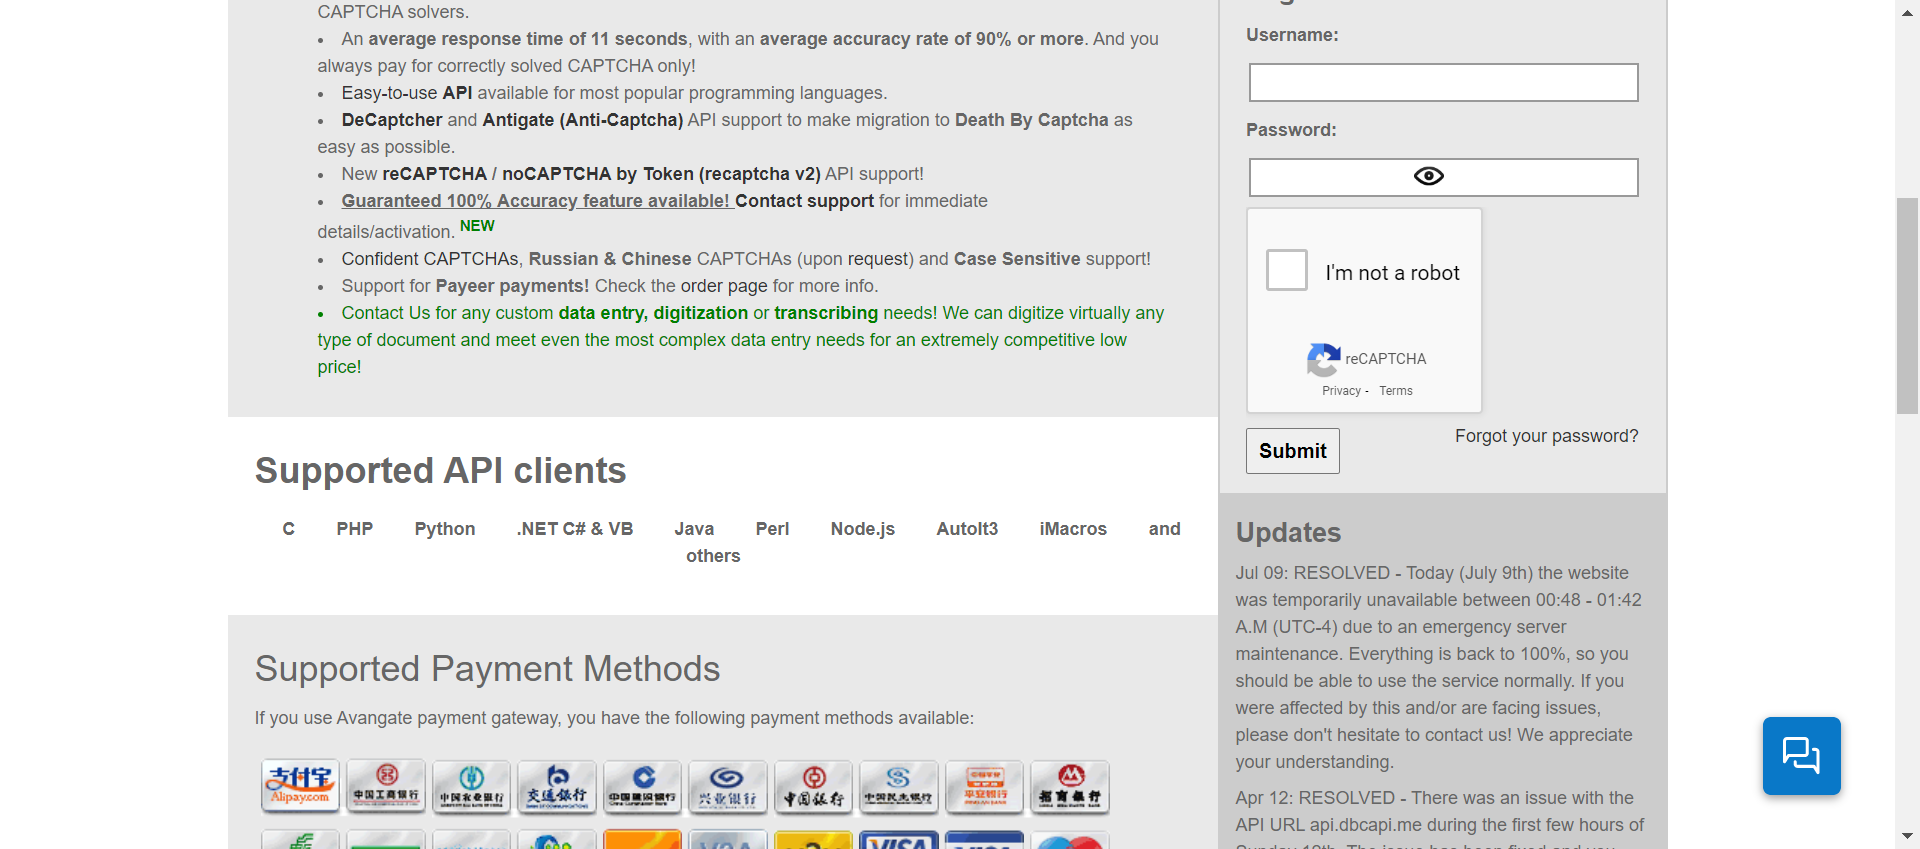 CAPTCHA solvers.
• An average response time of 11 seconds, with an average accuracy rate of 90% or more. And you
always pay for correctly solved CAPTCHA only!
• Easy-to-use API available for most popular programming languages.
• DeCaptcher and Antigate (Anti-Captcha) API support to make migration to Death By Captcha as
easy as possible.
• New reCAPTCHA / noCAPTCHA by Token (recaptcha v2) API support!
• Guaranteed 100% Accuracy feature available! Contact support for immediate
details/activation. NEW
• Confident CAPTCHAs, Russian & Chinese CAPTCHAs (upon request) and Case Sensitive support!
• Support for Payeer payments! Check the order page for more info.
• Contact Us for any custom data entry, digitization or transcribing needs! We can digitize virtually any
type of document and meet even the most complex data entry needs for an extremely competitive low
price!
Supported API clients
C PHP Python .NET C# & VB Java Perl Node.js AutoIt3 iMacros and
others
Supported Payment Methods
If you use Avangate payment gateway, you have the following payment methods available:
支付宝
Alipay.com
中国工商银行
中国农业银行
交通银行
中国建设银行
兴业银行
中国银行
中国民生银行
平安银行
招商银行
VISA
Username:
Password:
I'm not a robot
reCAPTCHA
Privacy - Terms
Submit
Forgot your password?
Updates
Jul 09: RESOLVED - Today (July 9th) the website
was temporarily unavailable between 00:48 - 01:42
A.M (UTC-4) due to an emergency server
maintenance. Everything is back to 100%, so you
should be able to use the service normally. If you
were affected by this and/or are facing issues,
please don't hesitate to contact us! We appreciate
your understanding.
Apr 12: RESOLVED - There was an issue with the
API URL api.dbcapi.me during the first few hours of